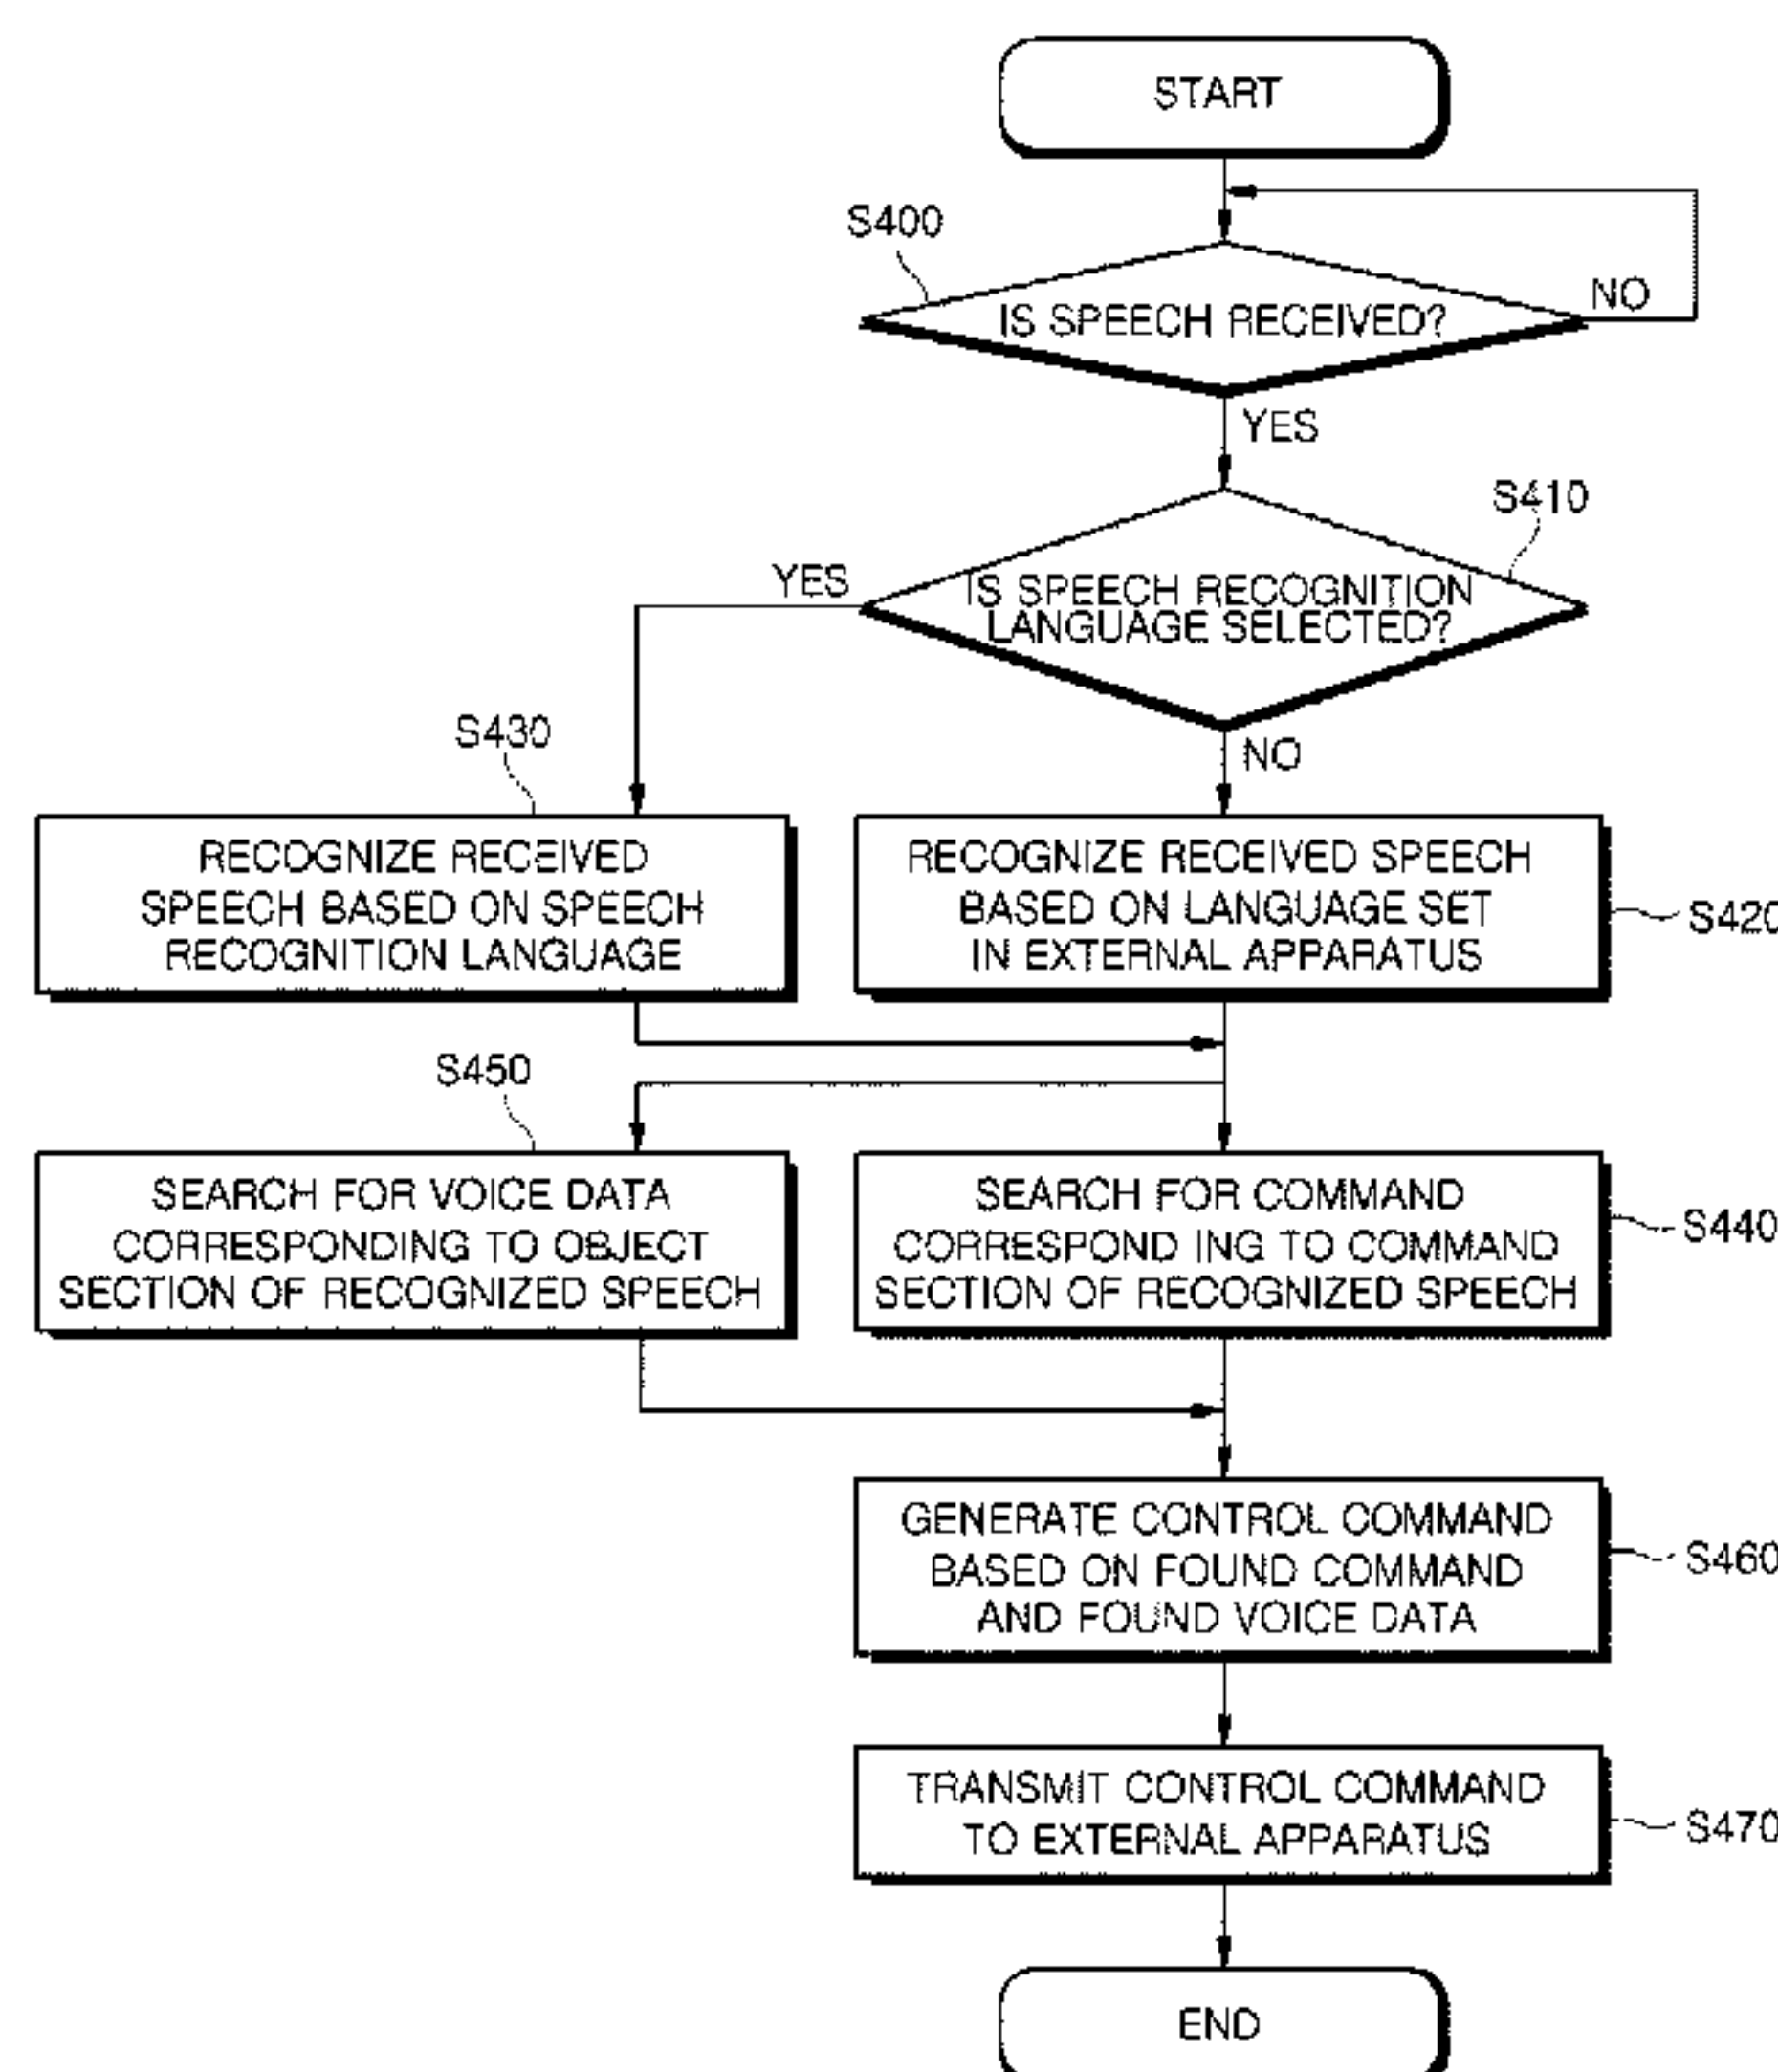 START
S400
IS SPEECH RECEIVED?
NO
YES
S410
YES
IS SPEECH RECOGNITION
LANGUAGE SELECTED?
NO
S430
RECOGNIZE RECEIVED
SPEECH BASED ON SPEECH
RECOGNITION LANGUAGE
RECOGNIZE RECEIVED SPEECH
BASED ON LANGUAGE SET
IN EXTERNAL APPARATUS
S420
S450
SEARCH FOR VOICE DATA
CORRESPONDING TO OBJECT
SECTION OF RECOGNIZED SPEECH
SEARCH FOR COMMAND
CORRESPOND ING TO COMMAND
SECTION OF RECOGNIZED SPEECH
S440
GENERATE CONTROL COMMAND
BASED ON FOUND COMMAND
AND FOUND VOICE DATA
S460
TRANSMIT CONTROL COMMAND
TO EXTERNAL APPARATUS
S470
END